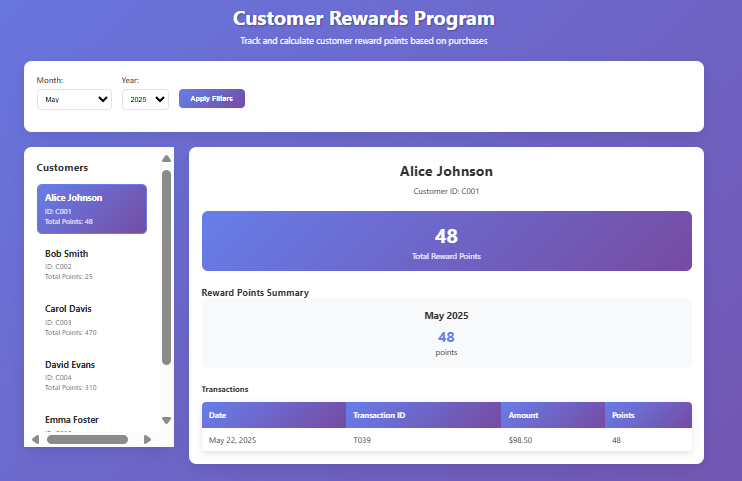 Customer Rewards Program
Track and calculate customer reward points based on purchases
Month: Year:
May 2025 Apply Filters
Customers
Alice Johnson
ID: C001
Total Points: 48
Bob Smith
ID: C002
Total Points: 25
Carol Davis
ID: C003
Total Points: 470
David Evans
ID: C004
Total Points: 310
Emma Foster
Alice Johnson
Customer ID: C001
48
Total Reward Points
Reward Points Summary
May 2025
48
points
Transactions
Date Transaction ID Amount Points
May 22, 2025 T039 $98.50 48